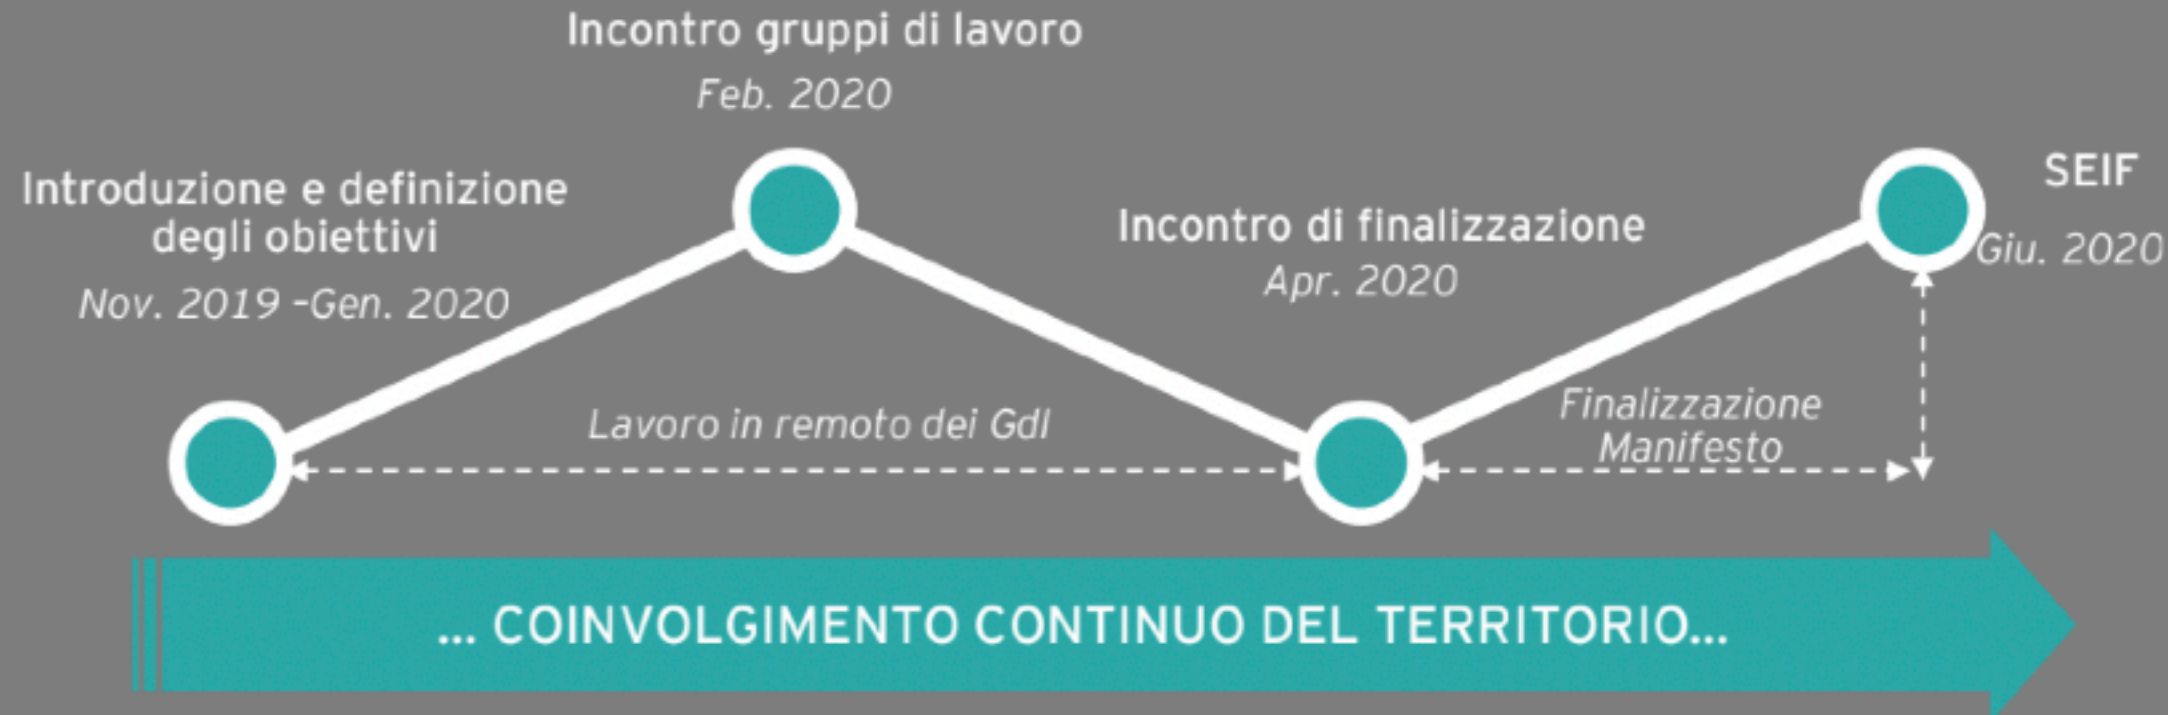 Incontro gruppi di lavoro
Feb. 2020
Introduzione e definizione
degli obiettivi
Nov. 2019 -Gen. 2020
Incontro di finalizzazione
Apr. 2020
SEIF
Giu. 2020
Lavoro in remoto dei Gdl
Finalizzazione
Manifesto
... COINVOLGIMENTO CONTINUO DEL TERRITORIO...